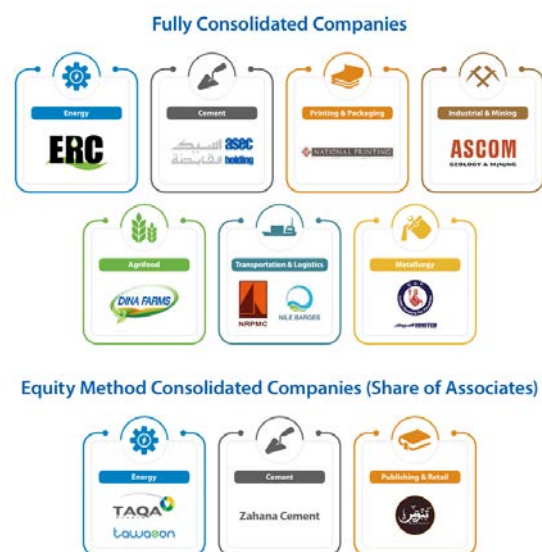 Fully Consolidated Companies
Energy
ERC
Cement
اسيك asec
القابضة holding
Printing & Packaging
NATIONAL PRINTING
Industrial & Mining
ASCOM
GEOLOGY & MINING
Agrifood
DINA FARMS
Transportation & Logistics
NRPMC
NILE BARGES
Metallurgy
UNITED
Equity Method Consolidated Companies (Share of Associates)
Energy
TAQA
tawazon
Cement
Zahana Cement
Publishing & Retail